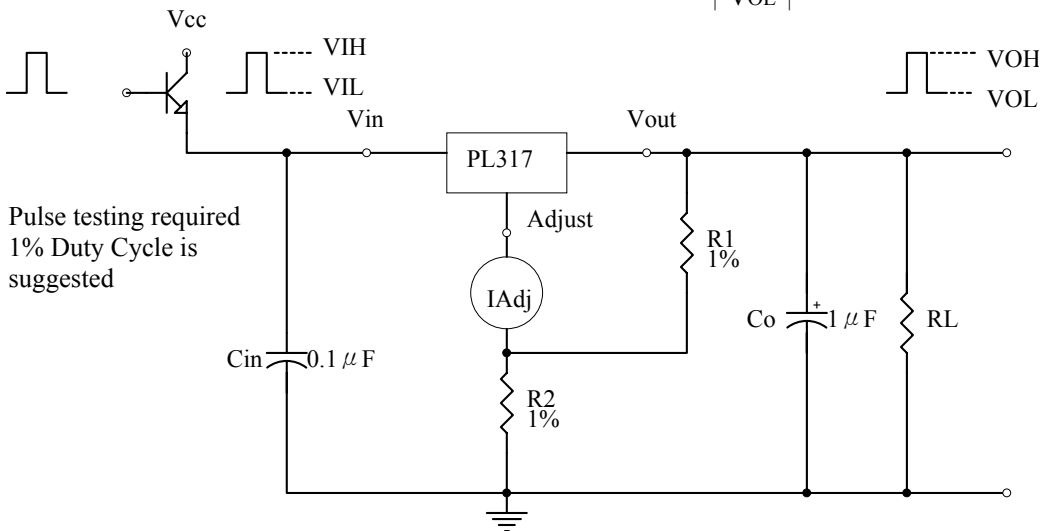 VOL
Vcc
VIH
VIL
VOH
VOL
Vin
Vout
PL317
Pulse testing required
1% Duty Cycle is
suggested
Adjust
R1
1%
IAdj
Co
+
1 μF
RL
Cin
0.1 μF
R2
1%